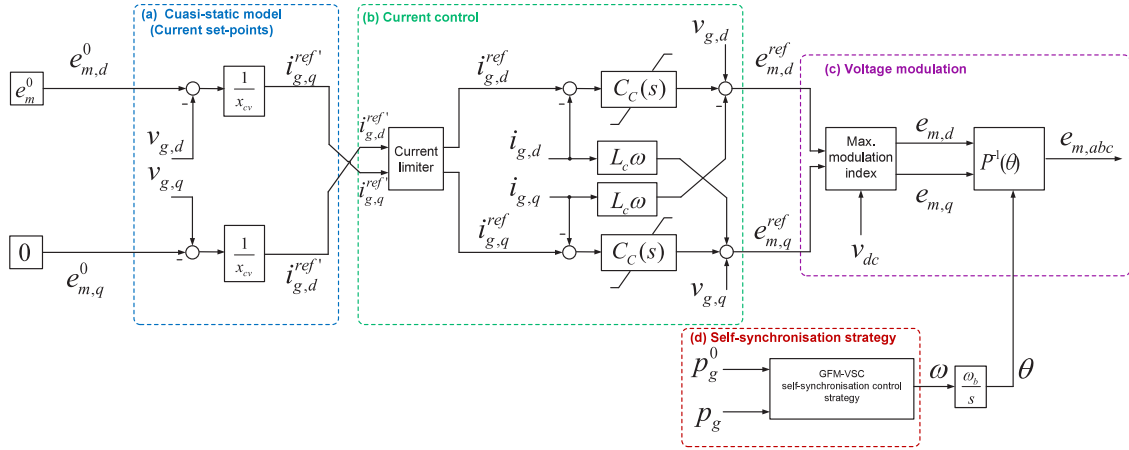 (a) Cuasi-static model
(Current set-points)
(b) Current control
(c) Voltage modulation
(d) Self-synchronisation strategy
e_m^0
e_{m,d}^0
-
v_{g,d}
1
x_{cv}
i_{g,q}^{ref'}
v_{g,q}
0
e_{m,q}^0
-
1
x_{cv}
i_{g,d}^{ref'}
i_{g,d}^{ref'}
i_{g,q}^{ref'}
Current
limiter
i_{g,d}^{ref}
-
C_C(s)
v_{g,d}
-
e_{m,d}^{ref}
i_{g,d}
L_cω
i_{g,q}
L_cω
i_{g,q}^{ref}
-
C_C(s)
v_{g,q}
e_{m,q}^{ref}
Max.
modulation
index
v_{dc}
e_{m,d}
e_{m,q}
P^{-1}(θ)
e_{m,abc}
p_g^0
p_g
GFM-VSC
self-synchronisation control
strategy
ω
ω_b
s
θ